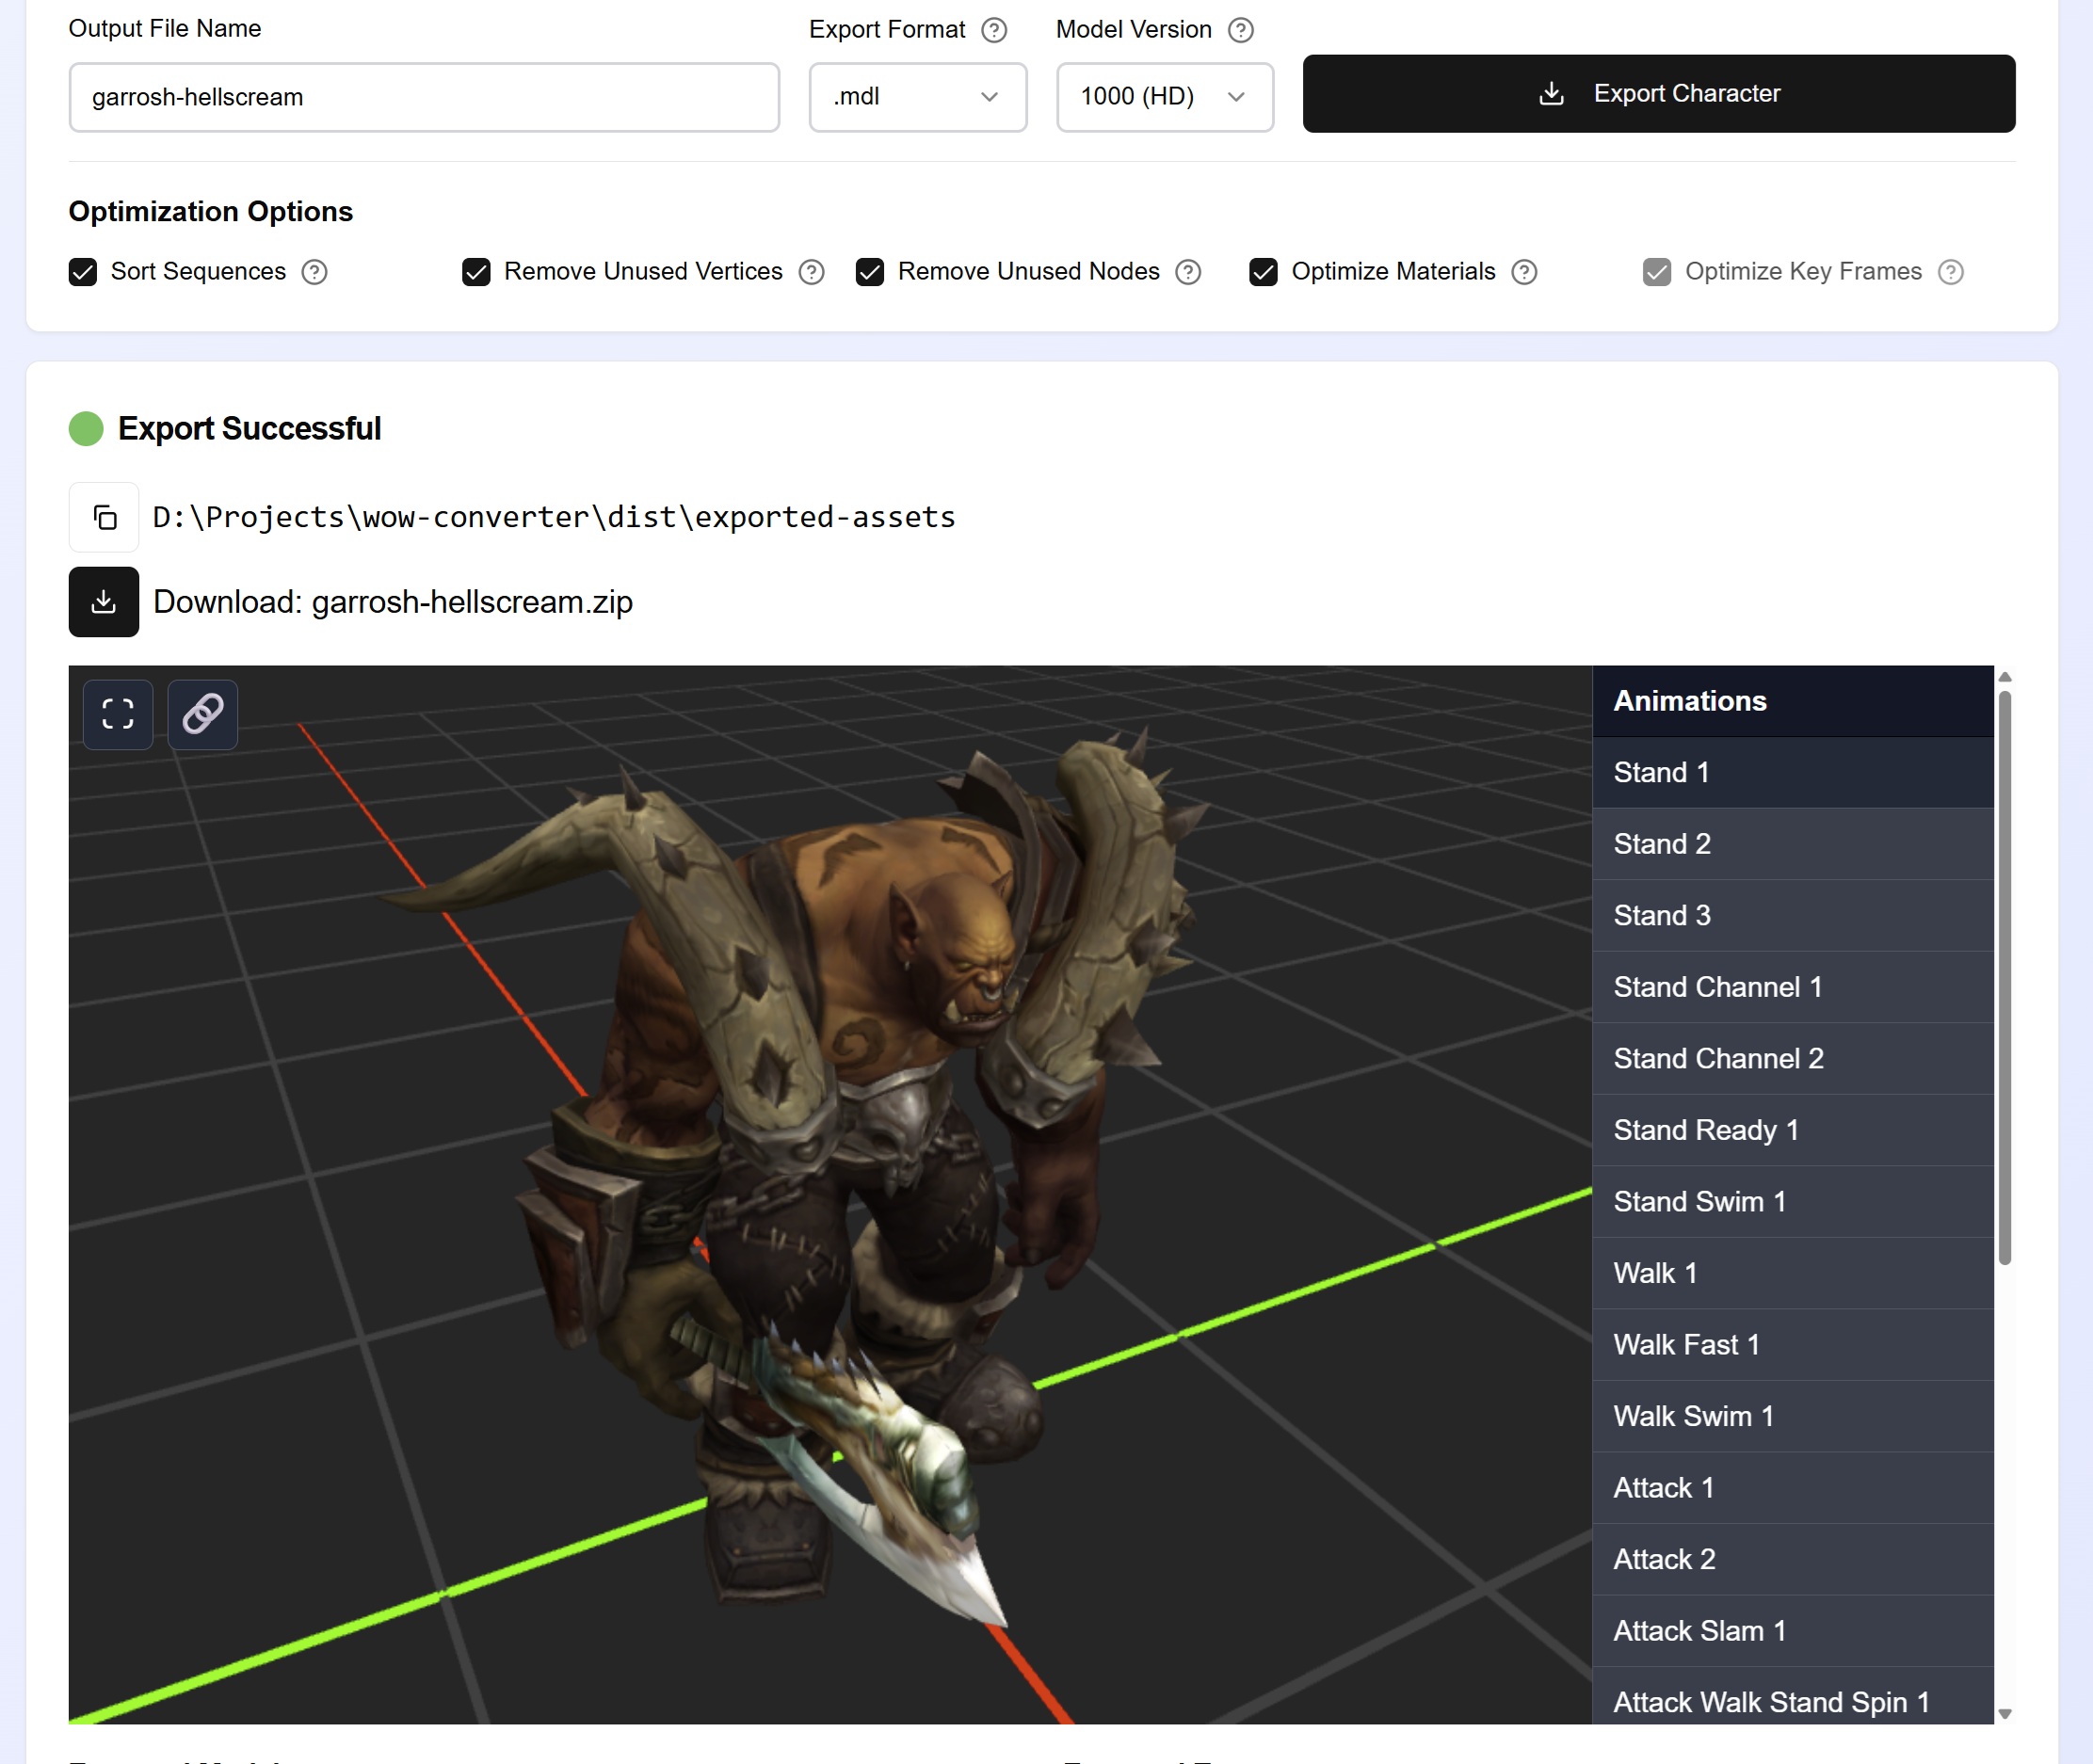 Output File Name
Export Format
Model Version
garrosh-hellscream
.mdl
1000 (HD)
Export Character
Optimization Options
Sort Sequences
Remove Unused Vertices
Remove Unused Nodes
Optimize Materials
Optimize Key Frames
Export Successful
D:\Projects\wow-converter\dist\exported-assets
Download: garrosh-hellscream.zip
Animations
Stand 1
Stand 2
Stand 3
Stand Channel 1
Stand Channel 2
Stand Ready 1
Stand Swim 1
Walk 1
Walk Fast 1
Walk Swim 1
Attack 1
Attack 2
Attack Slam 1
Attack Walk Stand Spin 1